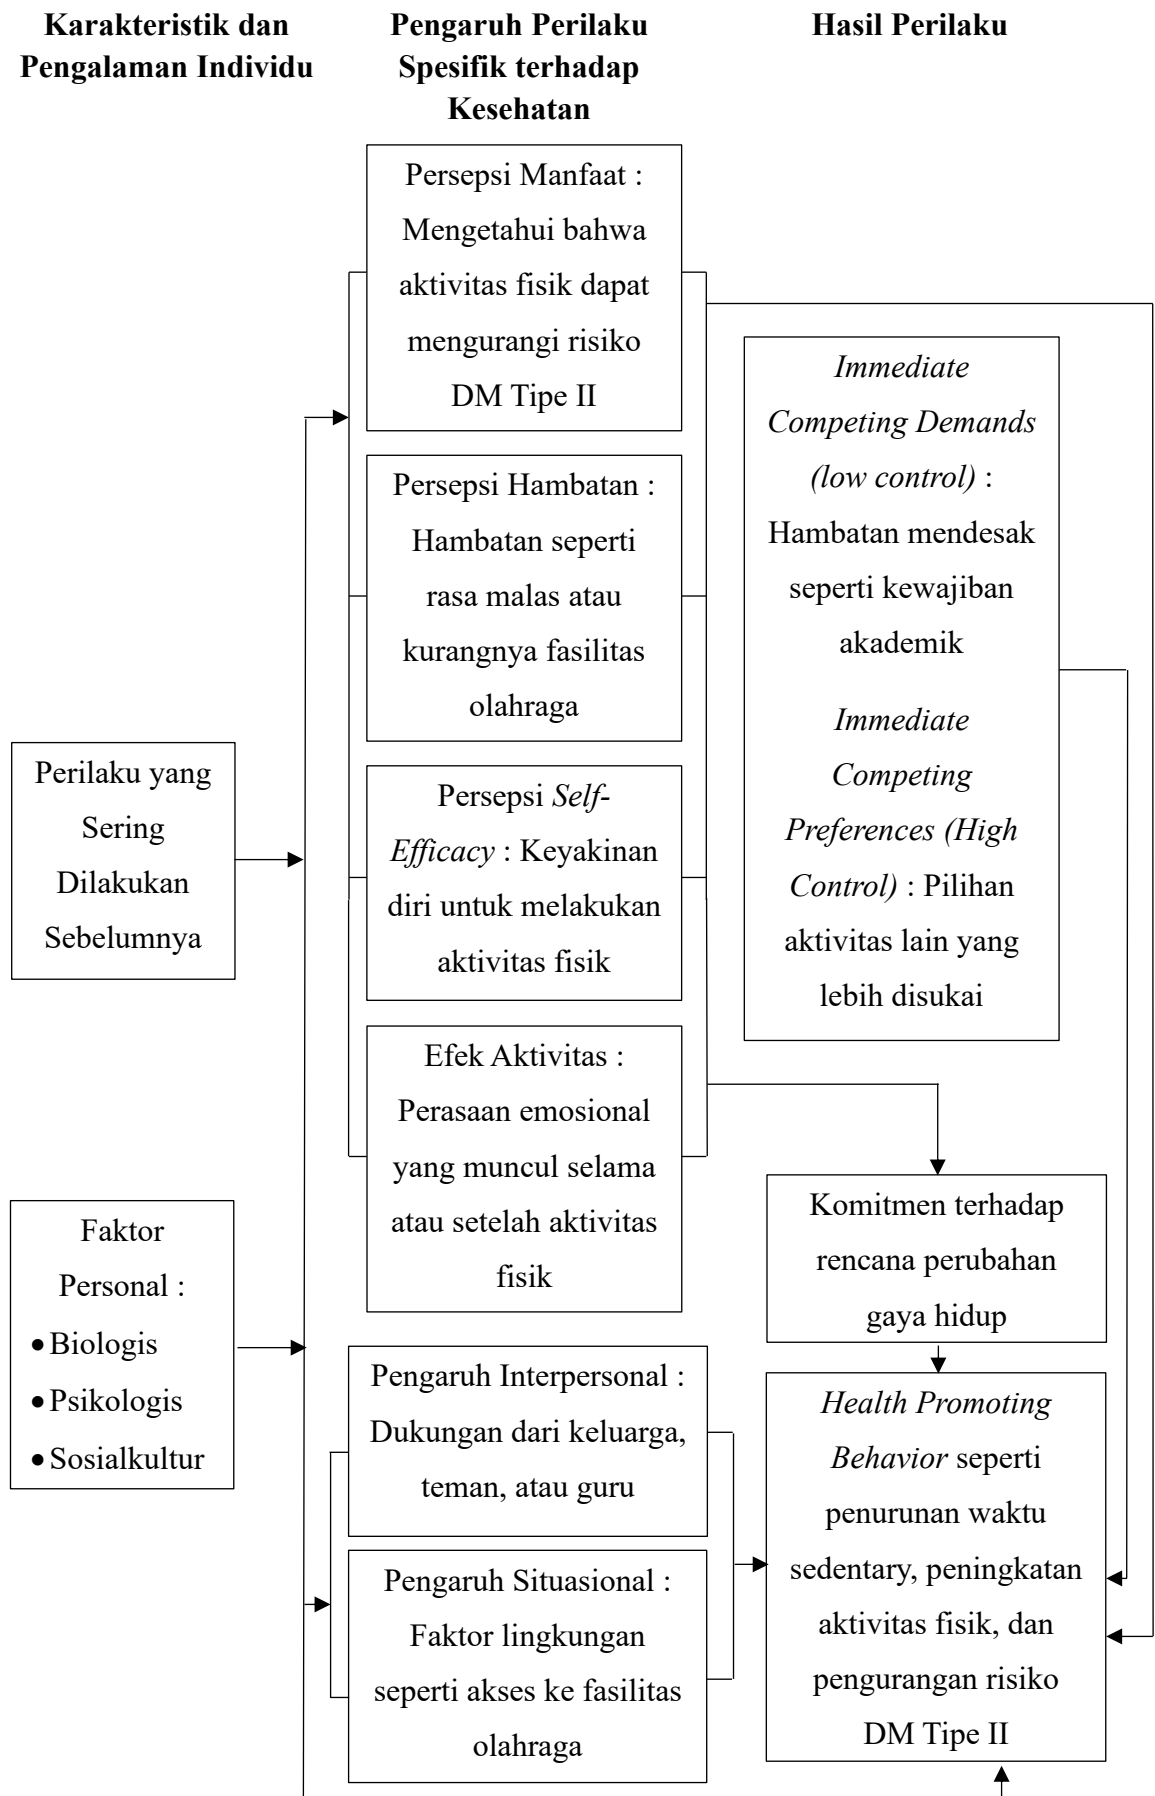 Karakteristik dan
Pengalaman Individu
Pengaruh Perilaku
Spesifik terhadap
Kesehatan
Hasil Perilaku
Perilaku yang
Sering
Dilakukan
Sebelumnya
Faktor
Personal :
•Biologis
•Psikologis
•Sosialkultur
Persepsi Manfaat :
Mengetahui bahwa
aktivitas fisik dapat
mengurangi risiko
DM Tipe II
Persepsi Hambatan :
Hambatan seperti
rasa malas atau
kurangnya fasilitas
olahraga
Persepsi Self-
Efficacy : Keyakinan
diri untuk melakukan
aktivitas fisik
Efek Aktivitas :
Perasaan emosional
yang muncul selama
atau setelah aktivitas
fisik
Pengaruh Interpersonal :
Dukungan dari keluarga,
teman, atau guru
Pengaruh Situasional :
Faktor lingkungan
seperti akses ke fasilitas
olahraga
Immediate
Competing Demands
(low control) :
Hambatan mendesak
seperti kewajiban
akademik
Immediate
Competing
Preferences (High
Control) : Pilihan
aktivitas lain yang
lebih disukai
Komitmen terhadap
rencana perubahan
gaya hidup
Health Promoting
Behavior seperti
penurunan waktu
sedentary, peningkatan
aktivitas fisik, dan
pengurangan risiko
DM Tipe II